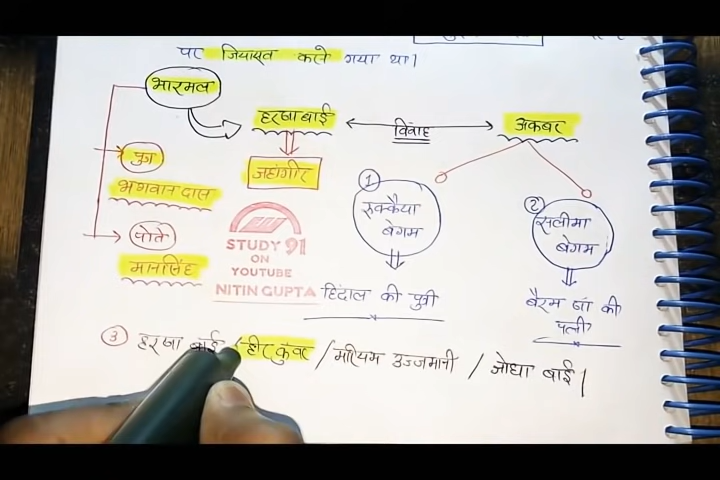 पर जियारत करने गया था।
भारमल
हरखाबाई
विवाह
अकबर
पुत्र
भगवान दास
जहांगीर
① रुक्कैया बेगम
② सलीमा बेगम
पोते
मानसिंह
STUDY 91
ON
YOUTUBE
NITIN GUPTA
हिंदाल की पुत्री
बैरम खाँ की
पत्नी
③ हरखा बाई / हीर कुंवर / मरियम उज्जमानी / जोधा बाई |